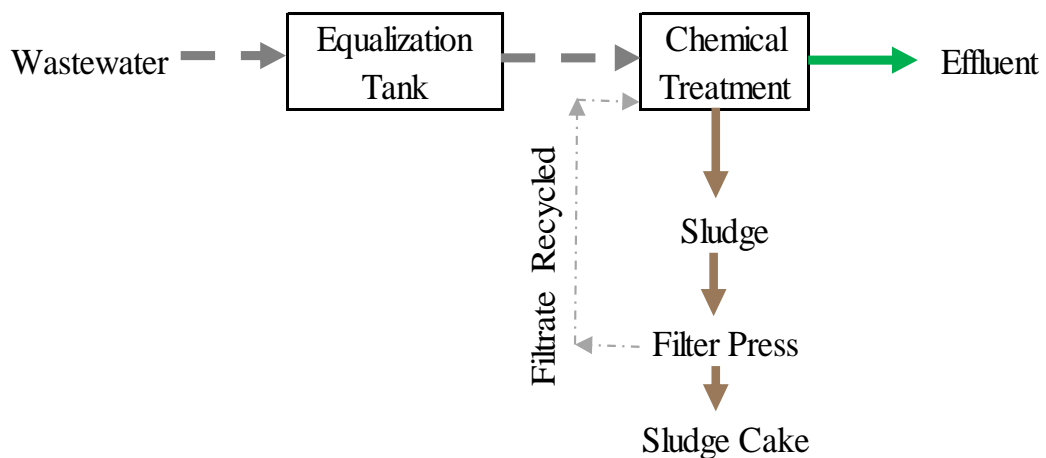 Wastewater
Equalization
Tank
Chemical
Treatment
Effluent
Filtrate Recycled
Sludge
Filter Press
Sludge Cake